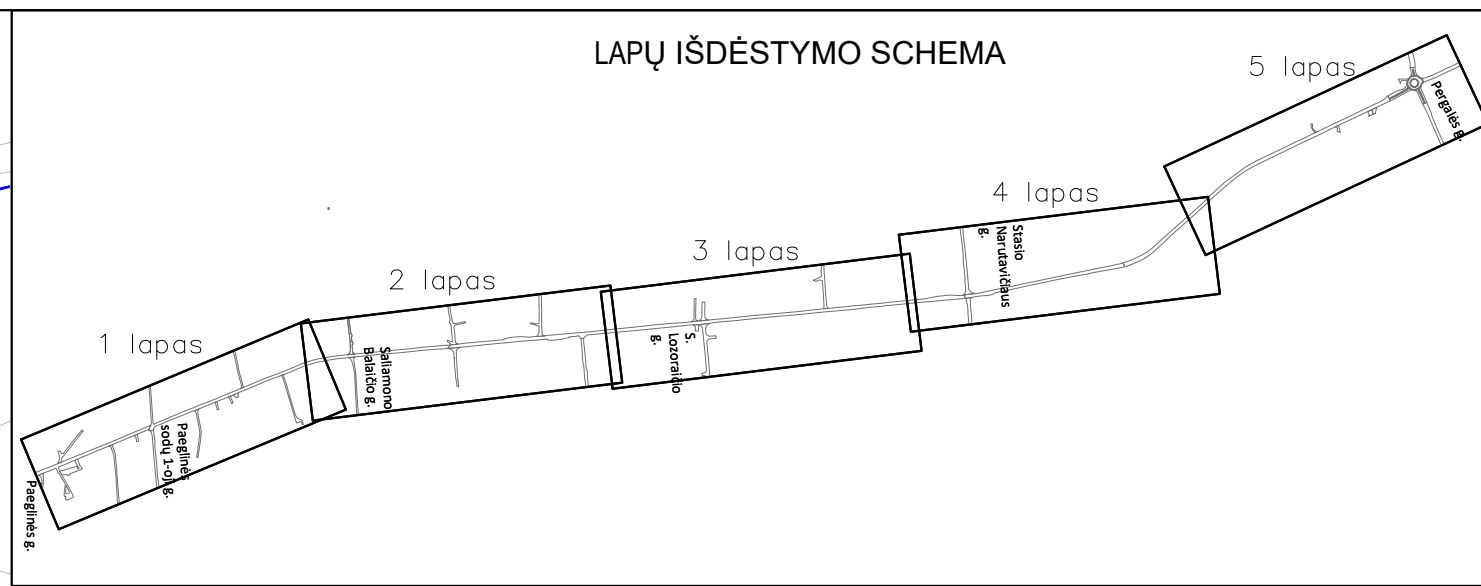 LAPŲ IŠDĖSTYMO SCHEMA
5 lapas
Pergalės g.
4 lapas
Stasio
Narutavičiaus
g.
3 lapas
S.
Lozoraičio
g.
2 lapas
Saliamono
Balaičio g.
1 lapas
Paeglinės
sodų 1-oji g.
Paeglinės g.